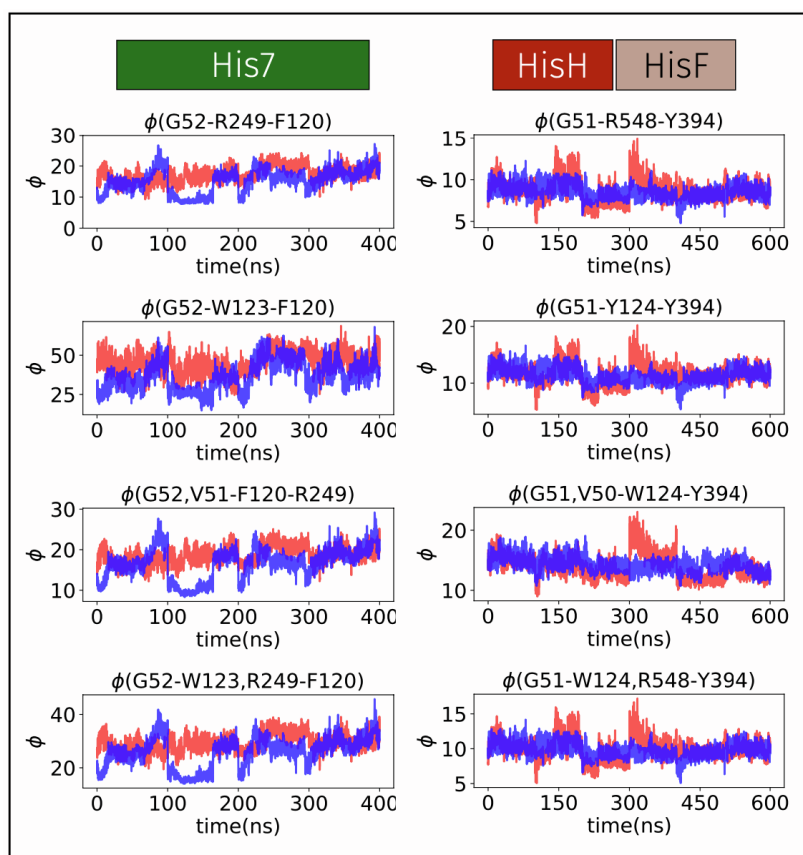 His7
HisH HisF
ϕ(G52-R249-F120)
30
20
10
0
ϕ
0 100 200 300 400
time(ns)
ϕ(G51-R548-Y394)
15
10
5
ϕ
0 150 300 450 600
time(ns)
ϕ(G52-W123-F120)
50
25
ϕ
0 100 200 300 400
time(ns)
ϕ(G51-Y124-Y394)
20
10
ϕ
0 150 300 450 600
time(ns)
ϕ(G52,V51-F120-R249)
30
20
10
ϕ
0 100 200 300 400
time(ns)
ϕ(G51,V50-W124-Y394)
20
10
ϕ
0 150 300 450 600
time(ns)
ϕ(G52-W123,R249-F120)
40
20
ϕ
0 100 200 300 400
time(ns)
ϕ(G51-W124,R548-Y394)
15
10
5
ϕ
0 150 300 450 600
time(ns)